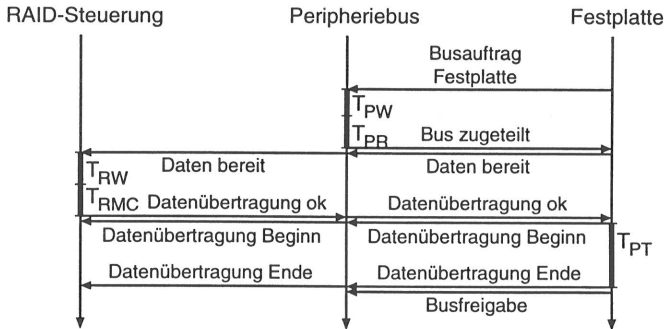 RAID-Steuerung Peripheriebus Festplatte
Busauftrag
Festplatte
T_PW
T_PR Bus zugeteilt
Daten bereit Daten bereit
T_RW
T_RMC Datenübertragung ok Datenübertragung ok
Datenübertragung Beginn Datenübertragung Beginn T_PT
Datenübertragung Ende Datenübertragung Ende
Busfreigabe